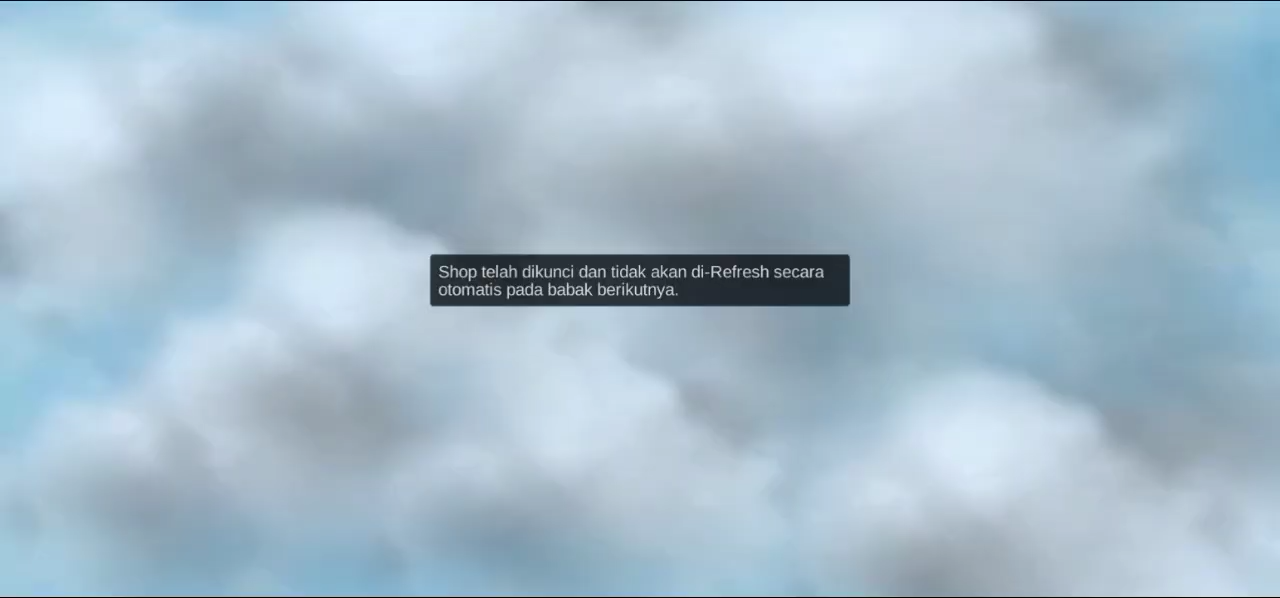 Shop telah dikunci dan tidak akan di-Refresh secara
otomatis pada babak berikutnya.